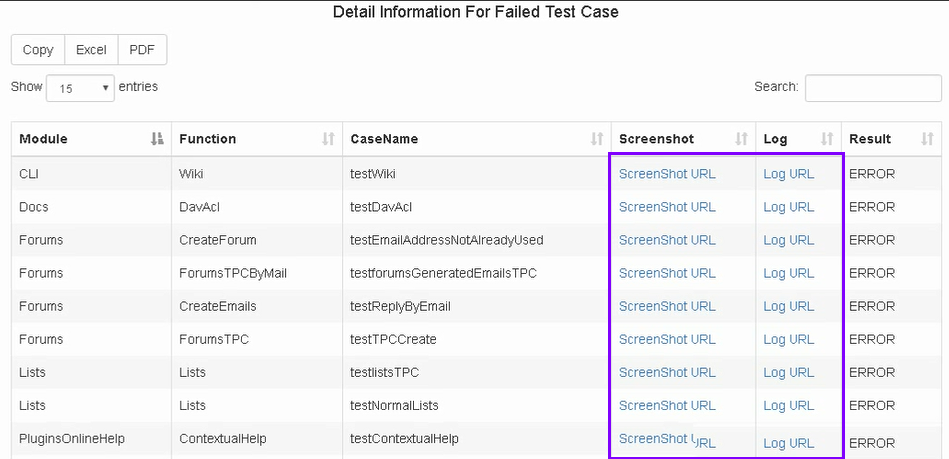 Detail Information For Failed Test Case
Copy Excel PDF
Show 15 entries Search:
Module Function CaseName Screenshot Log Result
CLI Wiki testWiki ScreenShot URL Log URL ERROR
Docs DavAcl testDavAcl ScreenShot URL Log URL ERROR
Forums CreateForum testEmailAddressNotAlreadyUsed ScreenShot URL Log URL ERROR
Forums ForumsTPCByMail testforumsGeneratedEmailsTPC ScreenShot URL Log URL ERROR
Forums CreateEmails testReplyByEmail ScreenShot URL Log URL ERROR
Forums ForumsTPC testTPCCreate ScreenShot URL Log URL ERROR
Lists Lists testlistsTPC ScreenShot URL Log URL ERROR
Lists Lists testNormalLists ScreenShot URL Log URL ERROR
PluginsOnlineHelp ContextualHelp testContextualHelp ScreenShot URL Log URL ERROR